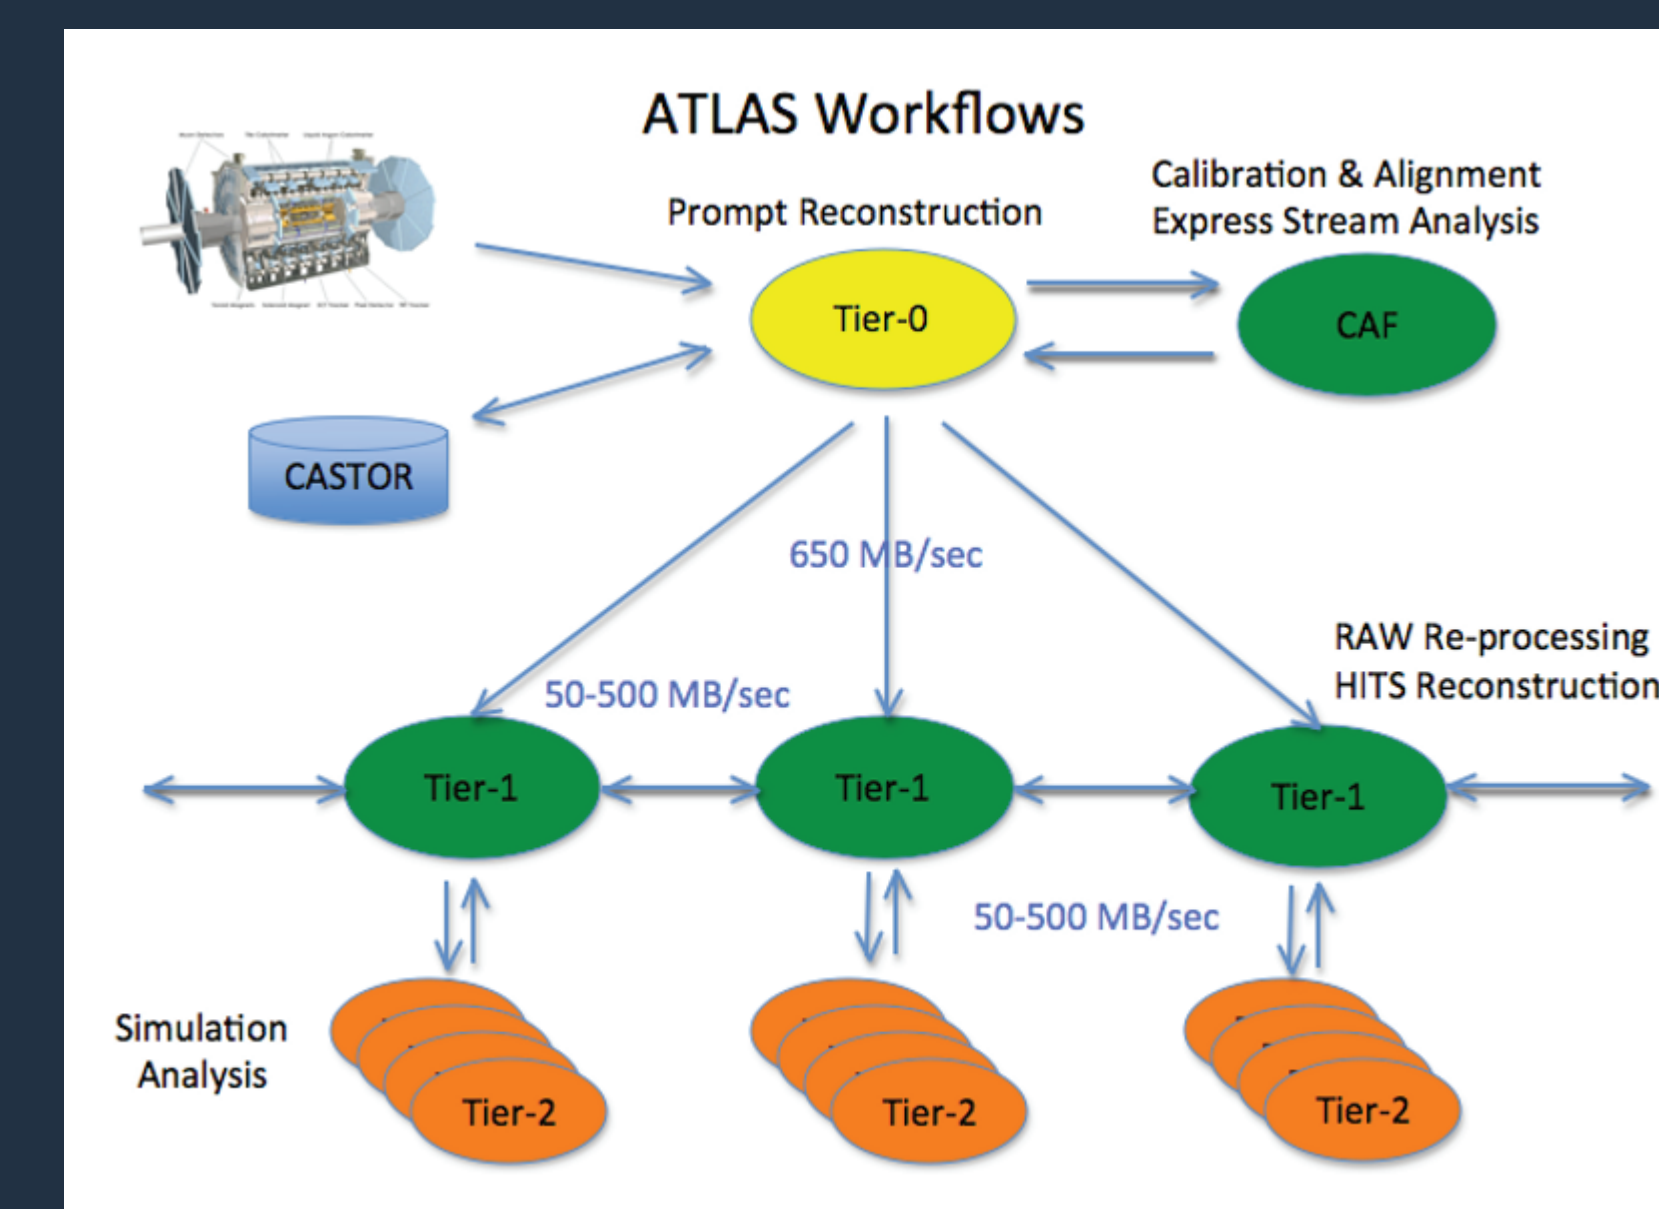 ATLAS Workflows
Prompt Reconstruction
Calibration & Alignment
Express Stream Analysis
Tier-0
CAF
CASTOR
650 MB/sec
RAW Re-processing
HITS Reconstruction
50-500 MB/sec
Tier-1
Tier-1
Tier-1
50-500 MB/sec
Simulation
Analysis
Tier-2
Tier-2
Tier-2